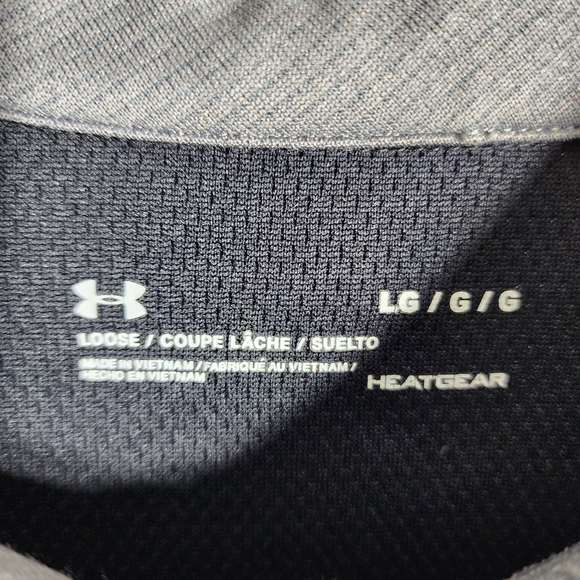 LG / G / G
LOOSE / COUPE LÂCHE / SUELTO
MADE IN VIETNAM / FABRIQUÉ AU VIETNAM /
HECHO EN VIETNAM
HEATGEAR